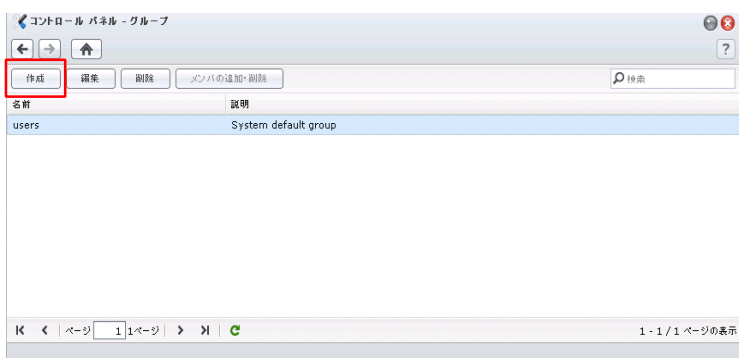 コントロール パネル - グループ
?
作成 編集 削除 メンバの追加・削除 検索
名前 説明
users System default group
ページ 1 1ページ 1 - 1 / 1 ページの表示